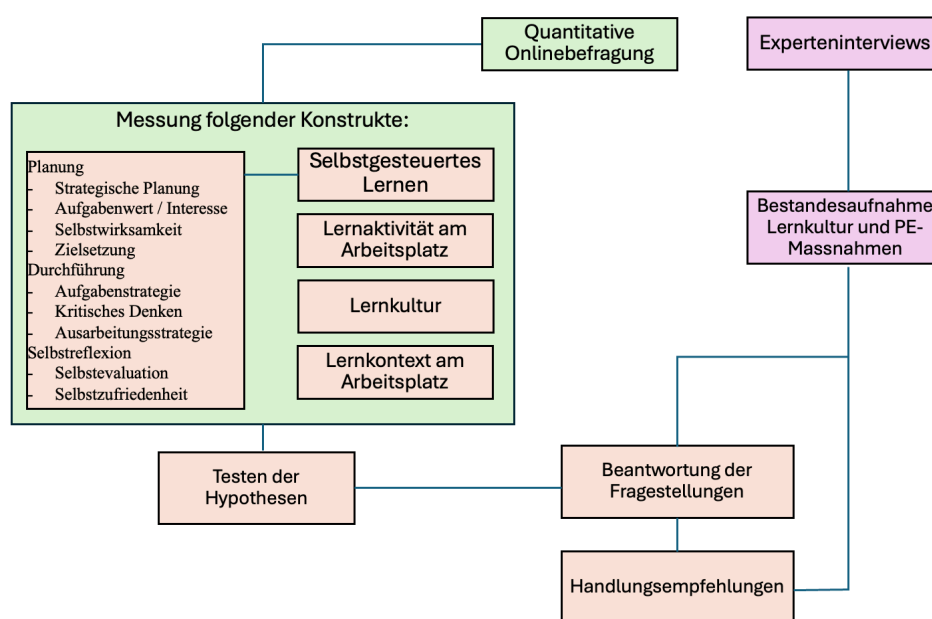 Quantitative
Onlinebefragung
Experteninterviews
Messung folgender Konstrukte:
Planung
- Strategische Planung
- Aufgabenwert / Interesse
- Selbstwirksamkeit
- Zielsetzung
Durchführung
- Aufgabenstrategie
- Kritisches Denken
- Ausarbeitungsstrategie
Selbstreflexion
- Selbstevaluation
- Selbstzufriedenheit
Selbstgesteuertes
Lernen
Lernaktivität am
Arbeitsplatz
Lernkultur
Lernkontext am
Arbeitsplatz
Bestandesaufnahme
Lernkultur und PE-
Massnahmen
Testen der
Hypothesen
Beantwortung der
Fragestellungen
Handlungsempfehlungen